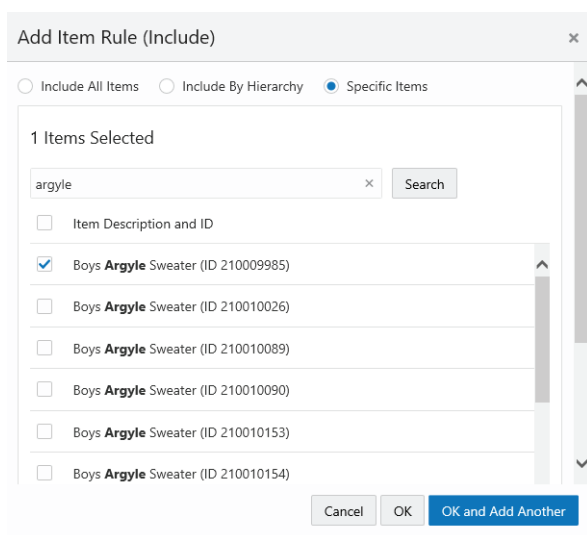 Add Item Rule (Include) ×
Include All Items Include By Hierarchy Specific Items
1 Items Selected
argyle × Search
Item Description and ID
Boys Argyle Sweater (ID 210009985)
Boys Argyle Sweater (ID 210010026)
Boys Argyle Sweater (ID 210010089)
Boys Argyle Sweater (ID 210010090)
Boys Argyle Sweater (ID 210010153)
Boys Argyle Sweater (ID 210010154)
Cancel OK OK and Add Another